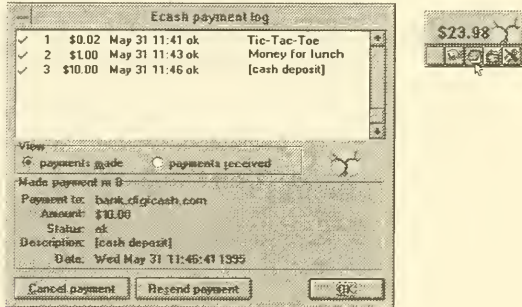 Ecash payment log
1 $0.02 May 31 11:41 ok Tic-Tac-Toe
2 $1.00 May 31 11:43 ok Money for lunch
3 $10.00 May 31 11:46 ok [cash deposit]
View
payments made payments received
Made payment nr 3
Payment to: bank.digicash.com
Amount: $10.00
Status: ok
Description: [cash deposit]
Date: Wed May 31 11:46:41 1995
Cancel payment Resend payment OK
$23.98